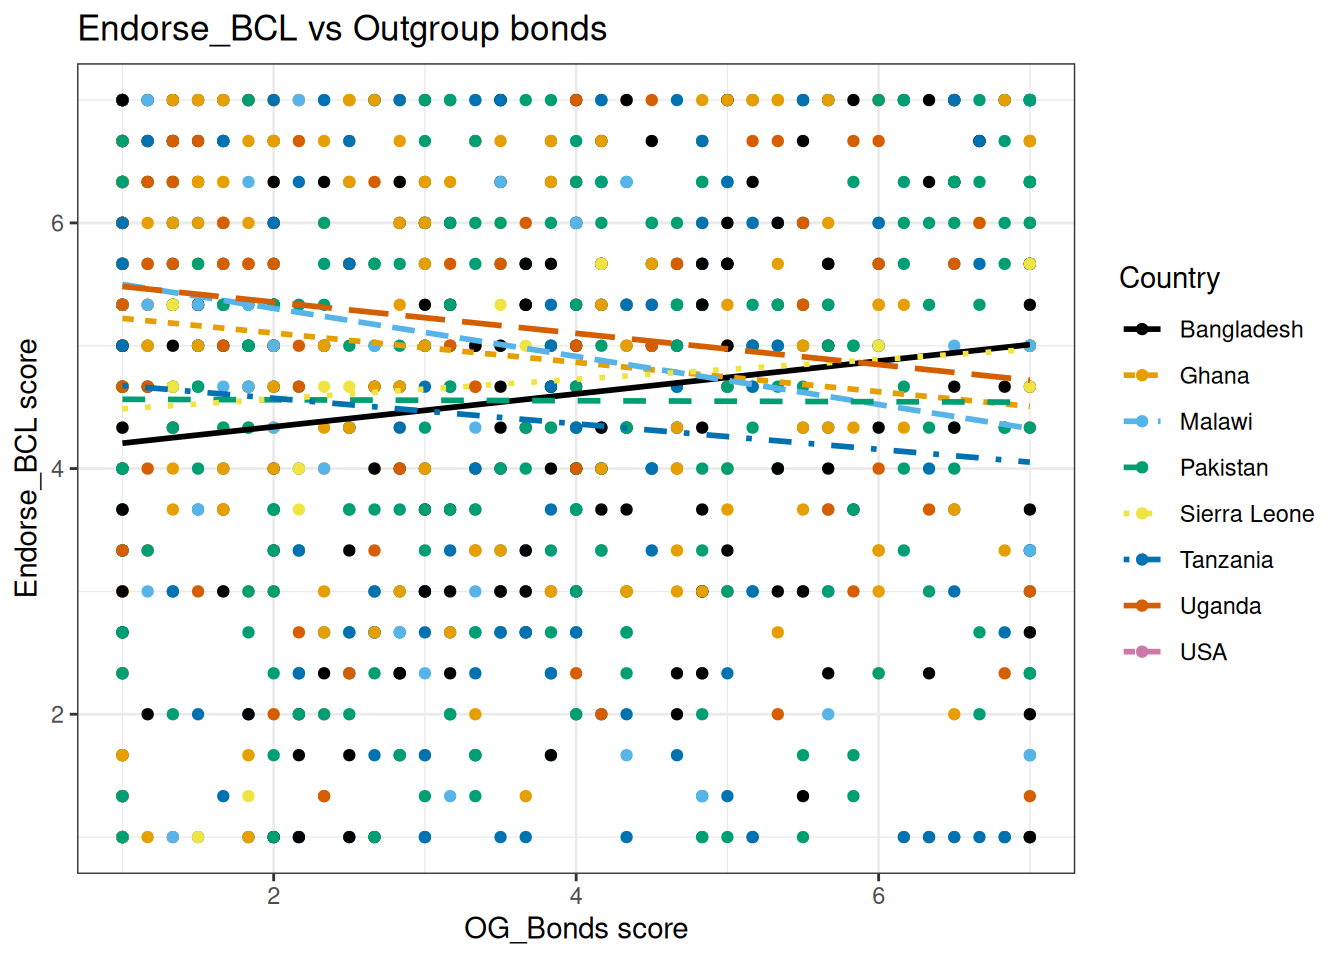 Endorse_BCL vs Outgroup bonds
Endorse_BCL score
6
4
2
2
4
6
OG_Bonds score
Country
Bangladesh
Ghana
Malawi
Pakistan
Sierra Leone
Tanzania
Uganda
USA